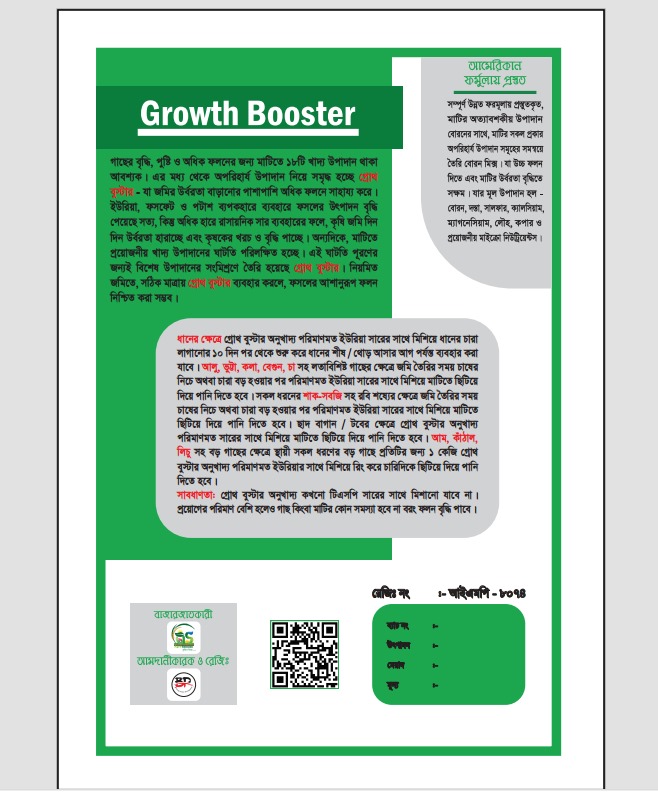 Growth Booster
গাছের বৃদ্ধি, পুষ্টি ও অধিক ফলনের জন্য মাটিতে ১৮টি খাদ্য উপাদান থাকা
আবশ্যক। এর মধ্য থেকে অপরিহার্য উপাদান নিয়ে সমৃদ্ধ হচ্ছে গ্রোথ
বুস্টার - যা জমির উর্বরতা বাড়ানোর পাশাপাশি অধিক ফলনে সাহায্য করে।
ইউরিয়া, ফসফেট ও পটাশ ব্যপকহারে ব্যবহারে ফসলের উৎপাদন বৃদ্ধি
পেয়েছে সত্য, কিন্তু অধিক হারে রাসায়নিক সার ব্যবহারের ফলে, কৃষি জমি দিন
দিন উর্বরতা হারাচ্ছে এবং কৃষকের খরচ ও বৃদ্ধি পাচ্ছে। অন্যদিকে, মাটিতে
প্রয়োজনীয় খাদ্য উপাদানের ঘাটতি পরিলক্ষিত হচ্ছে। এই ঘাটতি পূরণের
জন্যই বিশেষ উপাদানের সংমিশ্রণে তৈরি হয়েছে গ্রোথ বুস্টার। নিয়মিত
জমিতে, সঠিক মাত্রায় গ্রোথ বুস্টার ব্যবহার করলে, ফসলের আশানুরূপ ফলন
নিশ্চিত করা সম্ভব।
আমেরিকান
ফর্মুলায় প্রস্তুত
সম্পূর্ণ উন্নত ফরমুলায় প্রস্তুতকৃত,
মাটির অত্যাবশকীয় উপাদান
বোরনের সাথে, মাটির সকল প্রকার
অপরিহার্য উপাদান সমূহের সমন্বয়ে
তৈরি বোরন মিক্স। যা উচ্চ ফলন
দিতে এবং মাটির উর্বরতা বৃদ্ধিতে
সক্ষম। যার মূল উপাদান হল -
বোরন, দস্তা, সালফার, ক্যালসিয়াম,
ম্যাগনেসিয়াম, লৌহ, কপার ও
প্রয়োজনীয় মাইক্রো নিউট্রিয়েন্টস।
ধানের ক্ষেত্রে গ্রোথ বুস্টার অনুখাদ্য পরিমাণমত ইউরিয়া সারের সাথে মিশিয়ে ধানের চারা
লাগানোর ১০ দিন পর থেকে শুরু করে ধানের শীষ / থোড় আসার আগ পর্যন্ত ব্যবহার করা
যাবে। আলু, ভুট্টা, কলা, বেগুন, চা সহ লতাবিশিষ্ট গাছের ক্ষেত্রে জমি তৈরির সময় চাষের
নিচে অথবা চারা বড় হওয়ার পর পরিমাণমত ইউরিয়া সারের সাথে মিশিয়ে মাটিতে ছিটিয়ে
দিয়ে পানি দিতে হবে। সকল ধরনের শাক-সবজি সহ রবি শষ্যের ক্ষেত্রে জমি তৈরির সময়
চাষের নিচে অথবা চারা বড় হওয়ার পর পরিমাণমত ইউরিয়া সারের সাথে মিশিয়ে মাটিতে
ছিটিয়ে দিয়ে পানি দিতে হবে। ছাদ বাগান / টবের ক্ষেত্রে গ্রোথ বুস্টার অনুখাদ্য
পরিমাণমত সারের সাথে মিশিয়ে মাটিতে ছিটিয়ে দিয়ে পানি দিতে হবে। আম, কাঁঠাল,
লিচু সহ বড় গাছের ক্ষেত্রে স্থায়ী সকল ধরণের বড় গাছে প্রতিটির জন্য ১ কেজি গ্রোথ
বুস্টার অনুখাদ্য পরিমাণমত ইউরিয়ার সাথে মিশিয়ে রিং করে চারিদিকে ছিটিয়ে দিয়ে পানি
দিতে হবে।
সাবধাণতা: গ্রোথ বুস্টার অনুখাদ্য কখনো টিএসপি সারের সাথে মিশানো যাবে না।
প্রয়োগের পরিমাণ বেশি হলেও গাছ কিংবা মাটির কোন সমস্যা হবে না বরং ফলন বৃদ্ধি পাবে।
রেজিঃ নং :- আইএমপি - ৮০৭৪
ব্যাচ নং :-
উৎপাদন :-
মেয়াদ :-
মূল্য :-
বাজারজাতকারী
আমদানীকারক ও রেজিঃ